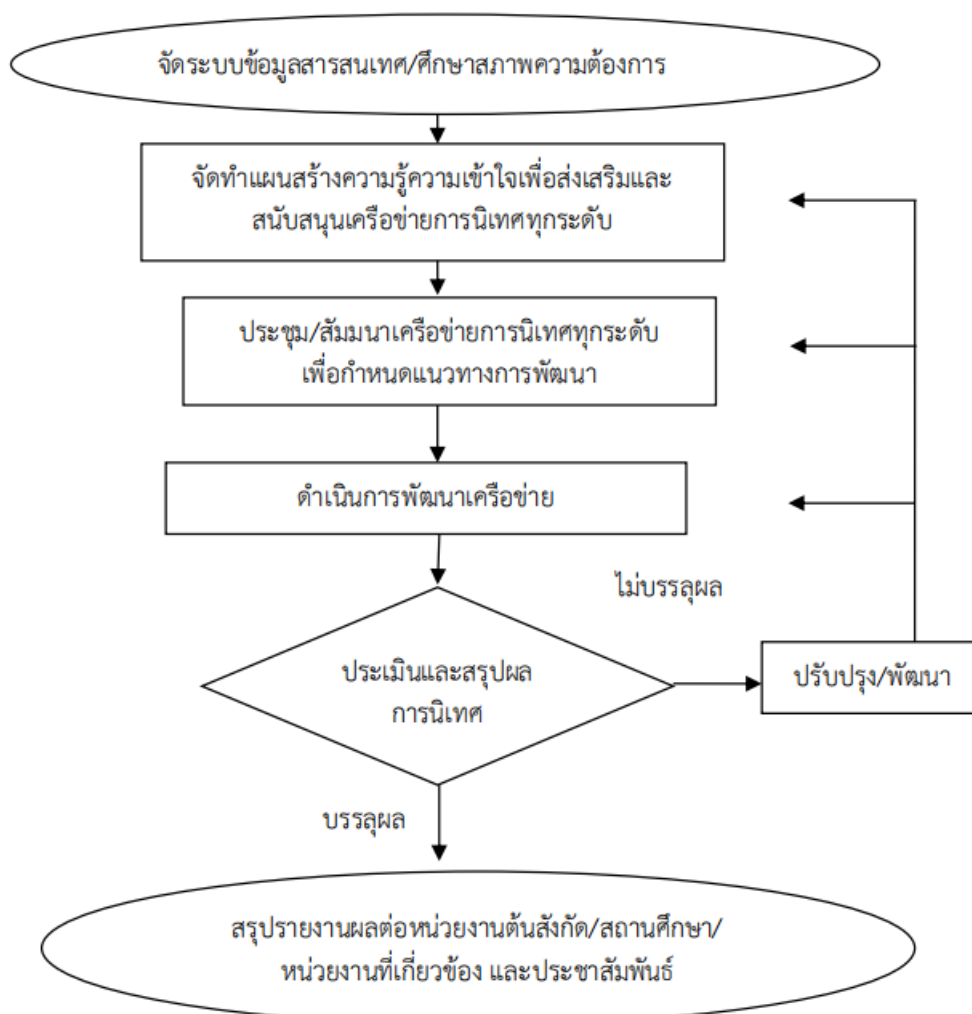 จัดระบบข้อมูลสารสนเทศ/ศึกษาสภาพความต้องการ
จัดทำแผนสร้างความรู้ความเข้าใจเพื่อส่งเสริมและ
สนับสนุนเครือข่ายการนิเทศทุกระดับ
ประชุม/สัมมนาเครือข่ายการนิเทศทุกระดับ
เพื่อกำหนดแนวทางการพัฒนา
ดำเนินการพัฒนาเครือข่าย
ไม่บรรลุผล
ประเมินและสรุปผล
การนิเทศ
ปรับปรุง/พัฒนา
บรรลุผล
สรุปรายงานผลต่อหน่วยงานต้นสังกัด/สถานศึกษา/
หน่วยงานที่เกี่ยวข้อง และประชาสัมพันธ์